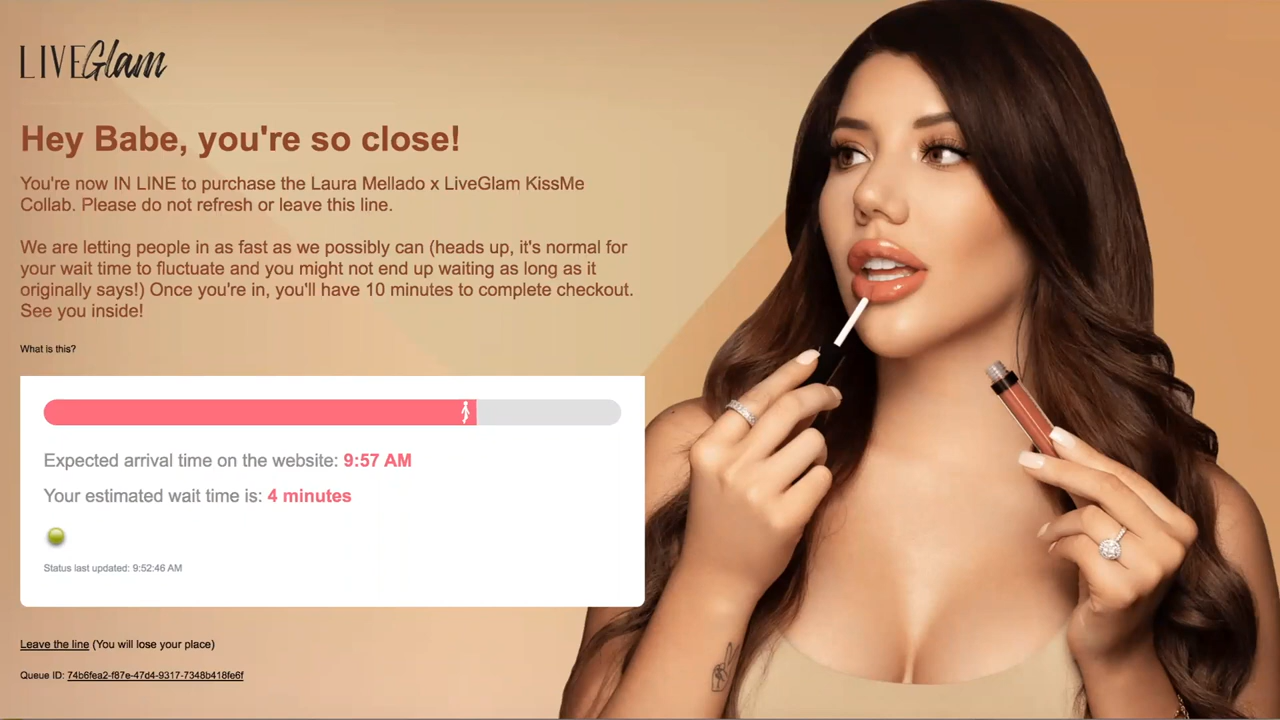 LIVEGlam
Hey Babe, you're so close!
You're now IN LINE to purchase the Laura Mellado x LiveGlam KissMe
Collab. Please do not refresh or leave this line.
We are letting people in as fast as we possibly can (heads up, it's normal for
your wait time to fluctuate and you might not end up waiting as long as it
originally says!) Once you're in, you'll have 10 minutes to complete checkout.
See you inside!
What is this?
Expected arrival time on the website: 9:57 AM
Your estimated wait time is: 4 minutes
Status last updated: 9:52:46 AM
Leave the line (You will lose your place)
Queue ID: 74b6fea2-f87e-47d4-9317-7348b418fe6f